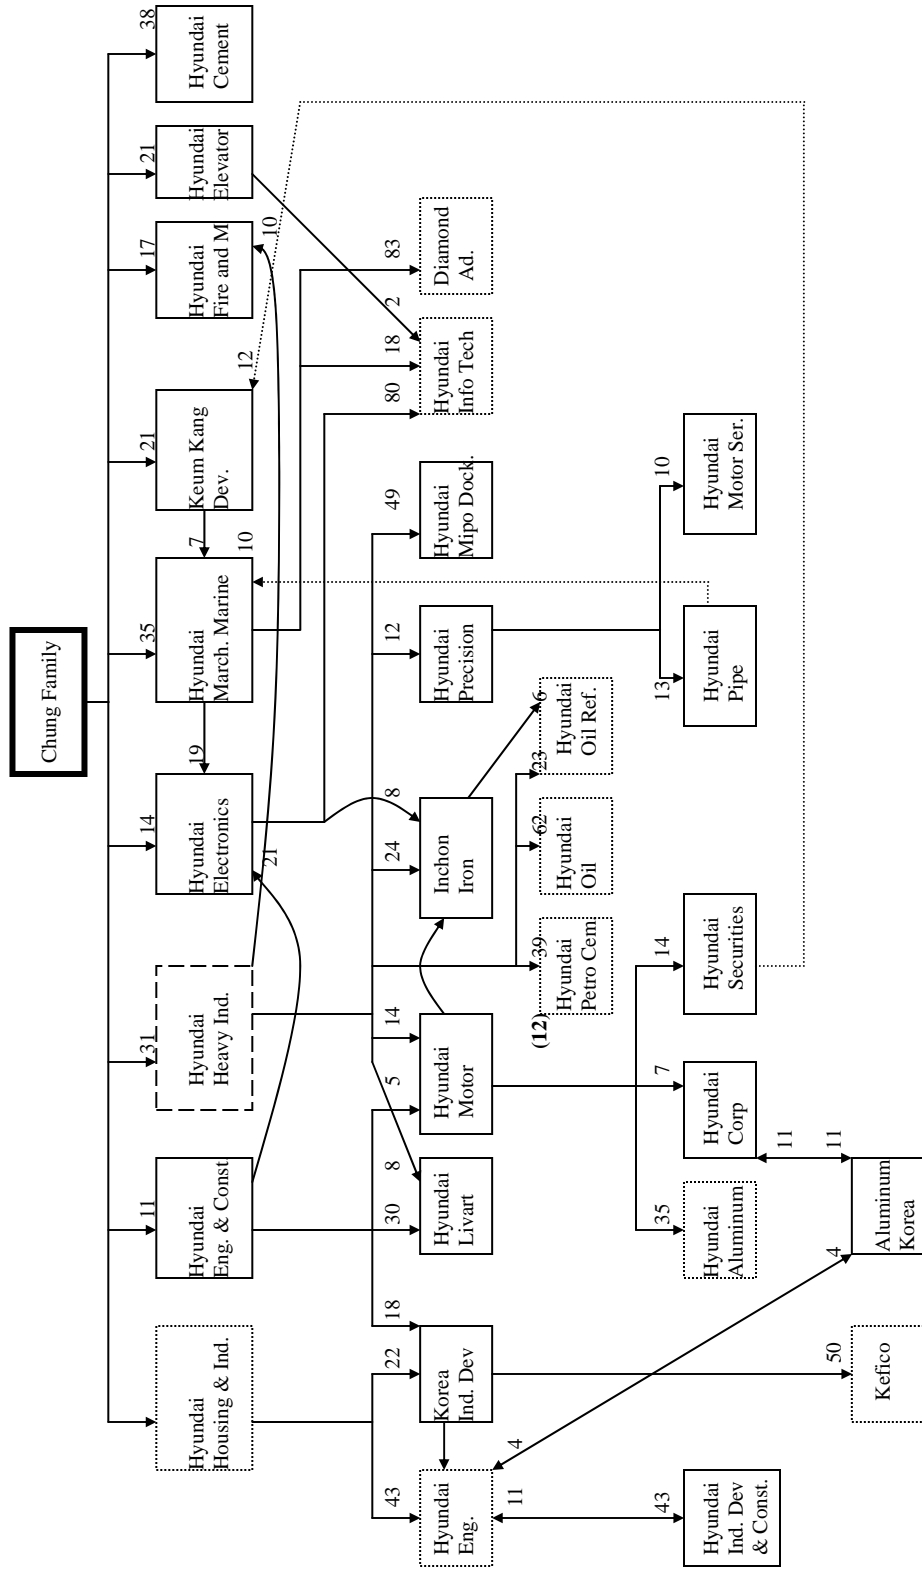 Chung Family
11
31
14
35
21
17
21
38
Hyundai
Housing & Ind.
Hyundai
Eng. & Const.
Hyundai
Heavy Ind.
Hyundai
Electronics
Hyundai
March. Marine
Keum Kang
Dev.
Hyundai
Fire and M
Hyundai
Elevator
Hyundai
Cement
19
7
21
10
12
10
43
22
18
30
8
5
14
24
8
12
49
80
18
2
83
Hyundai
Eng.
Korea
Ind. Dev
Hyundai
Livart
Hyundai
Motor
Inchon
Iron
Hyundai
Precision
Hyundai
Mipo Dock.
Hyundai
Info Tech
Diamond
Ad.
11
4
(12)
39
62
23
6
Hyundai
Petro Cem
Hyundai
Oil
Hyundai
Oil Ref.
43
35
7
14
13
10
Hyundai
Ind. Dev
& Const.
Hyundai
Aluminum
Hyundai
Corp
Hyundai
Securities
Hyundai
Pipe
Hyundai
Motor Ser.
11
50
4
11
Kefico
Aluminum
Korea